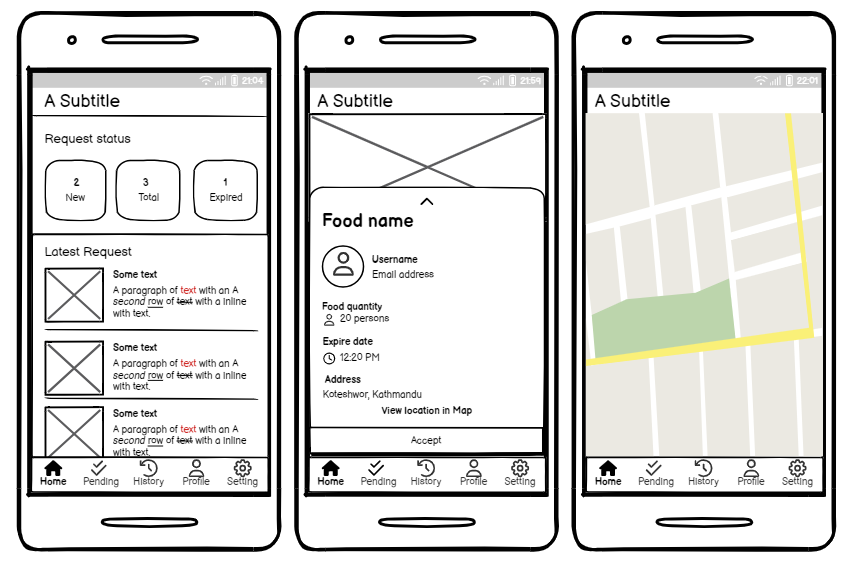 21:04
A Subtitle
Request status
2
New
3
Total
1
Expired
Latest Request
Some text
A paragraph of text with an A
second row of text with a inline
with text.
Some text
A paragraph of text with an A
second row of text with a inline
with text.
Some text
A paragraph of text with an A
second row of text with a inline
with text.
Home Pending History Profile Setting
21:59
A Subtitle
Food name
Username
Email address
Food quantity
20 persons
Expire date
12:20 PM
Address
Koteshwor, Kathmandu
View location in Map
Accept
Home Pending History Profile Setting
22:01
A Subtitle
Home Pending History Profile Setting